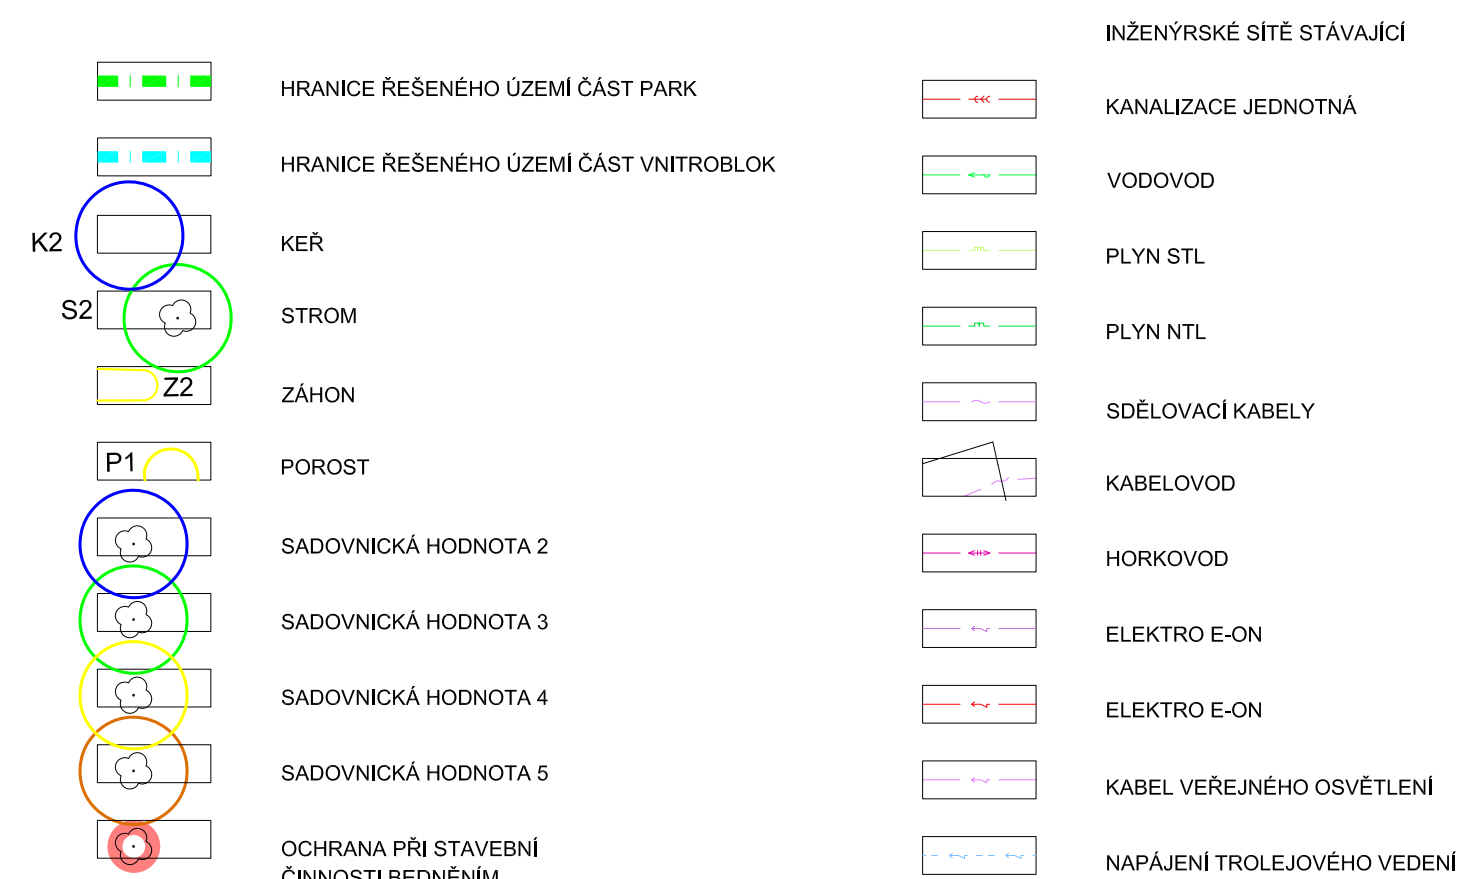 HRANICE ŘEŠENÉHO ÚZEMÍ ČÁST PARK
HRANICE ŘEŠENÉHO ÚZEMÍ ČÁST VNITROBLOK
K2
KEŘ
S2
STROM
Z2
ZÁHON
P1
POROST
SADOVNICKÁ HODNOTA 2
SADOVNICKÁ HODNOTA 3
SADOVNICKÁ HODNOTA 4
SADOVNICKÁ HODNOTA 5
OCHRANA PŘI STAVEBNÍ
ČINNOSTI BEDNĚNÍM
INŽENÝRSKÉ SÍTĚ STÁVAJÍCÍ
KANALIZACE JEDNOTNÁ
VODOVOD
PLYN STL
PLYN NTL
SDĚLOVACÍ KABELY
KABELOVOD
HORKOVOD
ELEKTRO E-ON
ELEKTRO E-ON
KABEL VEŘEJNÉHO OSVĚTLENÍ
NAPÁJENÍ TROLEJOVÉHO VEDENÍ